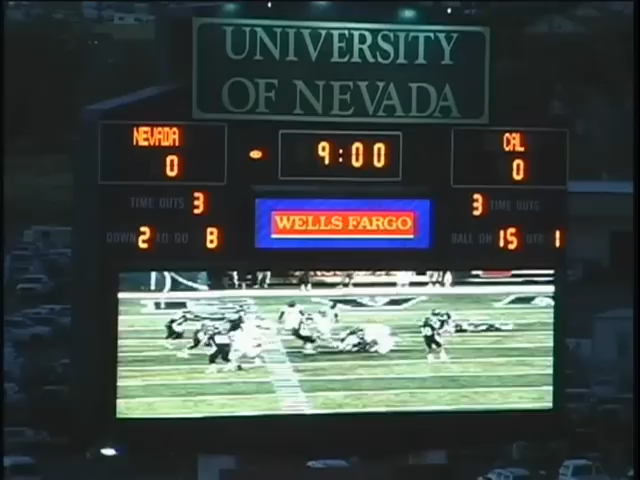 UNIVERSITY
OF NEVADA
NEVADA
0
9:00
CAL
0
TIME OUTS 3
3 TIME OUTS
DOWN 2 TO GO 8
WELLS FARGO
BALL ON 15 QTR 1